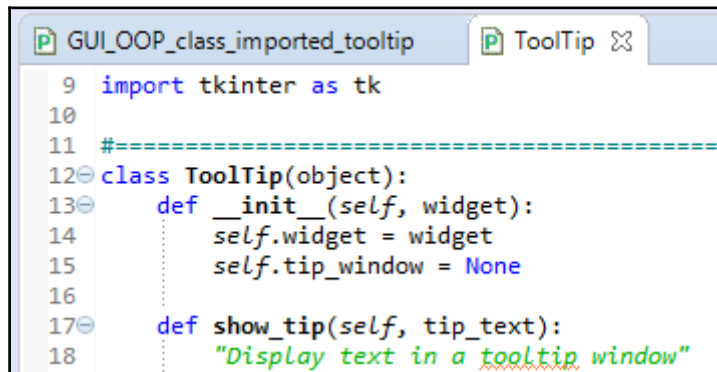 GUI_OOP_class_imported_tooltip ToolTip
9 import tkinter as tk
10
11 #============================================
12 class ToolTip(object):
13     def __init__(self, widget):
14         self.widget = widget
15         self.tip_window = None
16
17     def show_tip(self, tip_text):
18         "Display text in a tooltip window"